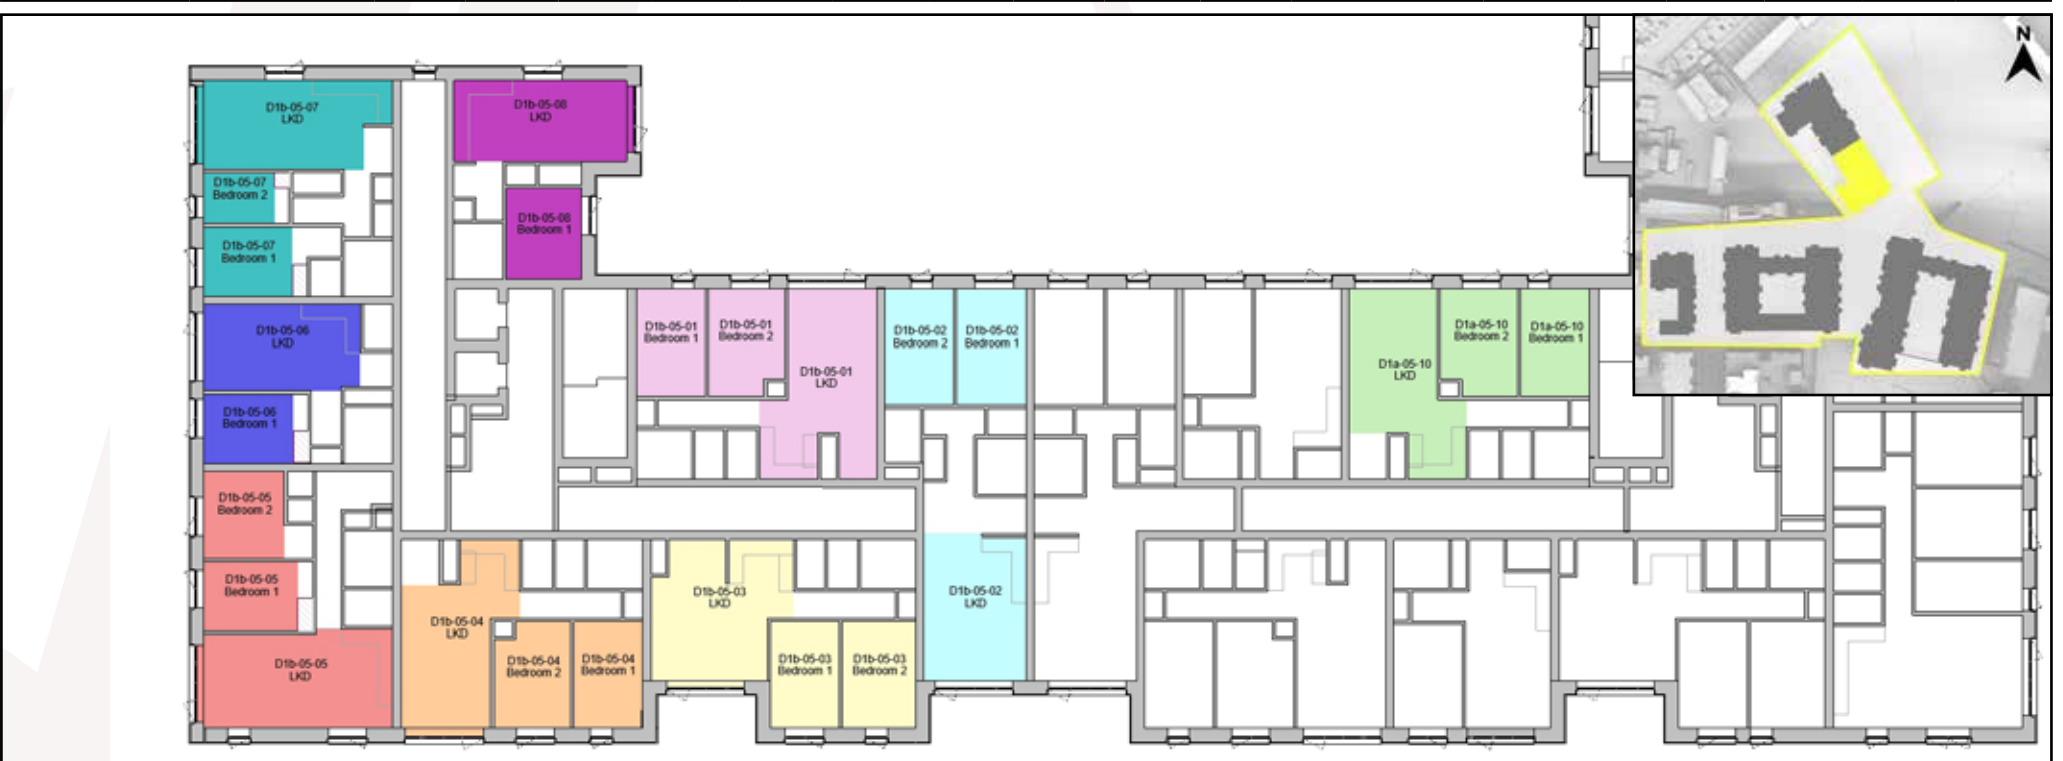 N
D1b-05-07
LKD
D1b-05-08
LKD
D1b-05-07
Bedroom 2
D1b-05-08
Bedroom 1
D1b-05-07
Bedroom 1
D1b-05-06
LKD
D1b-05-01
Bedroom 1
D1b-05-01
Bedroom 2
D1b-05-02
Bedroom 2
D1b-05-02
Bedroom 1
D1a-05-10
Bedroom 2
D1a-05-10
Bedroom 1
D1b-05-01
LKD
D1a-05-10
LKD
D1b-05-06
Bedroom 1
D1b-05-05
Bedroom 2
D1b-05-05
Bedroom 1
D1b-05-03
LKD
D1b-05-02
LKD
D1b-05-04
LKD
D1b-05-05
LKD
D1b-05-04
Bedroom 2
D1b-05-04
Bedroom 1
D1b-05-03
Bedroom 1
D1b-05-03
Bedroom 2